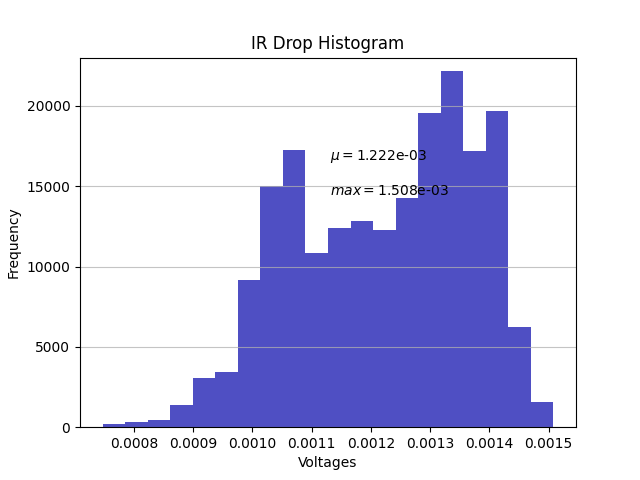 IR Drop Histogram
20000
15000
10000
5000
0
Frequency
μ = 1.222e-03
max = 1.508e-03
0.0008 0.0009 0.0010 0.0011 0.0012 0.0013 0.0014 0.0015
Voltages